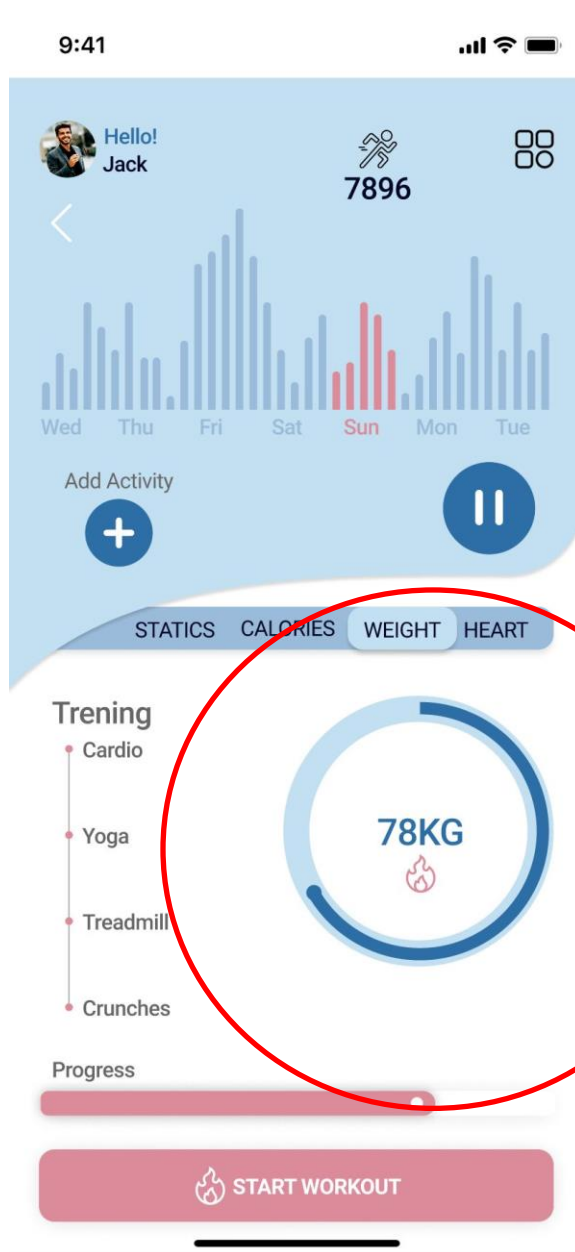 9:41
Hello!
Jack
7896
Wed Thu Fri Sat Sun Mon Tue
Add Activity
STATICS CALORIES WEIGHT HEART
Trening
Cardio
78KG
Yoga
Treadmill
Crunches
Progress
START WORKOUT